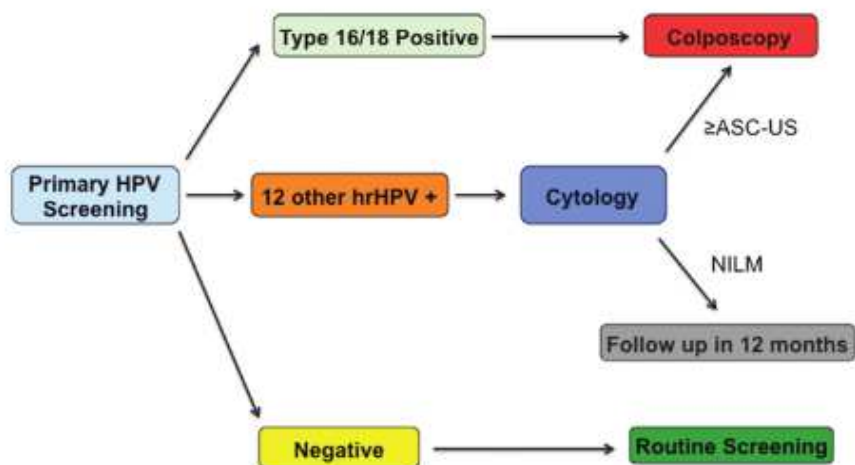 Type 16/18 Positive
Colposcopy
≥ASC-US
Primary HPV
Screening
12 other hrHPV +
Cytology
NILM
Follow up in 12 months
Negative
Routine Screening